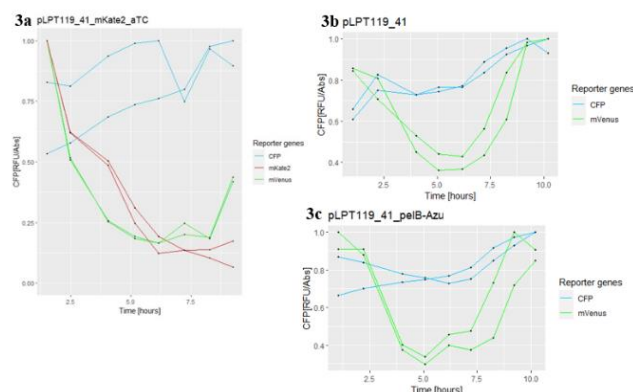 3a
pLPT119_41_mKate2_aTC
CFP[RFU/Abs]
1.00
0.75
0.50
0.25
0.00
2.5
5.0
7.5
Time [hours]
Reporter genes
CFP
mKate2
mVenus
3b
pLPT119_41
CFP[RFU/Abs]
1.0
0.8
0.6
0.4
2.5
5.0
7.5
10.0
Time [hours]
Reporter genes
CFP
mVenus
3c
pLPT119_41_pelB-Azu
CFP[RFU/Abs]
1.0
0.8
0.6
0.4
0.0
2.5
5.0
7.5
10.0
Time [hours]
Reporter genes
CFP
mVenus